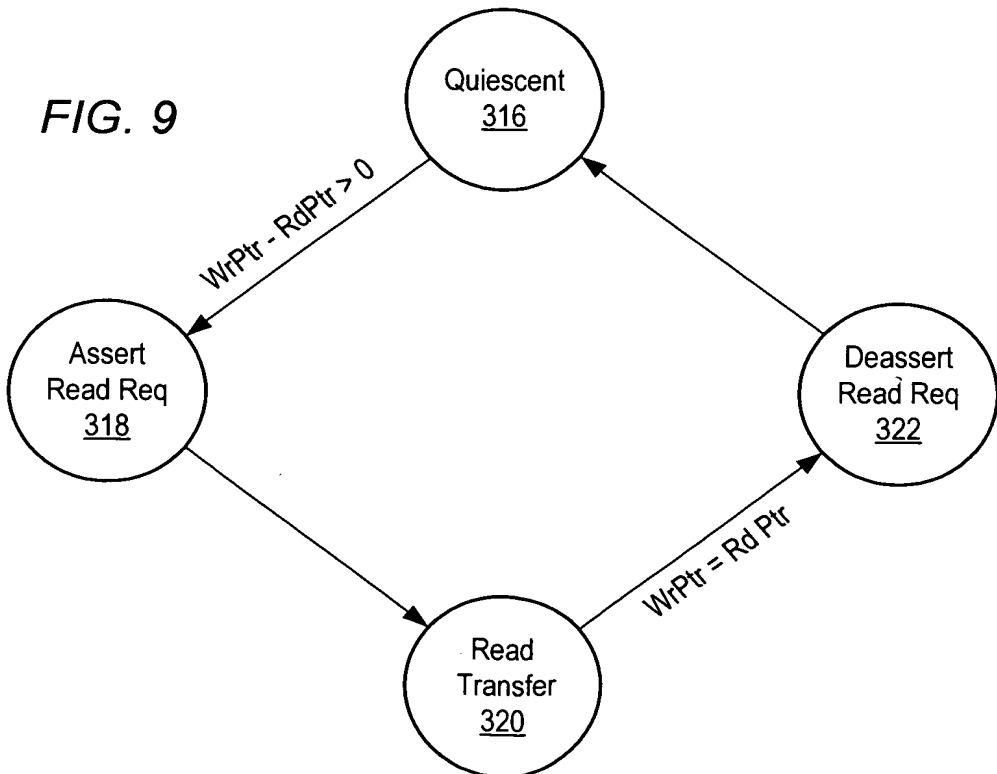 FIG. 9
Quiescent
316
WrPtr - RdPtr > 0
Assert
Read Req
318
Deassert
Read Req
322
WrPtr = Rd Ptr
Read
Transfer
320